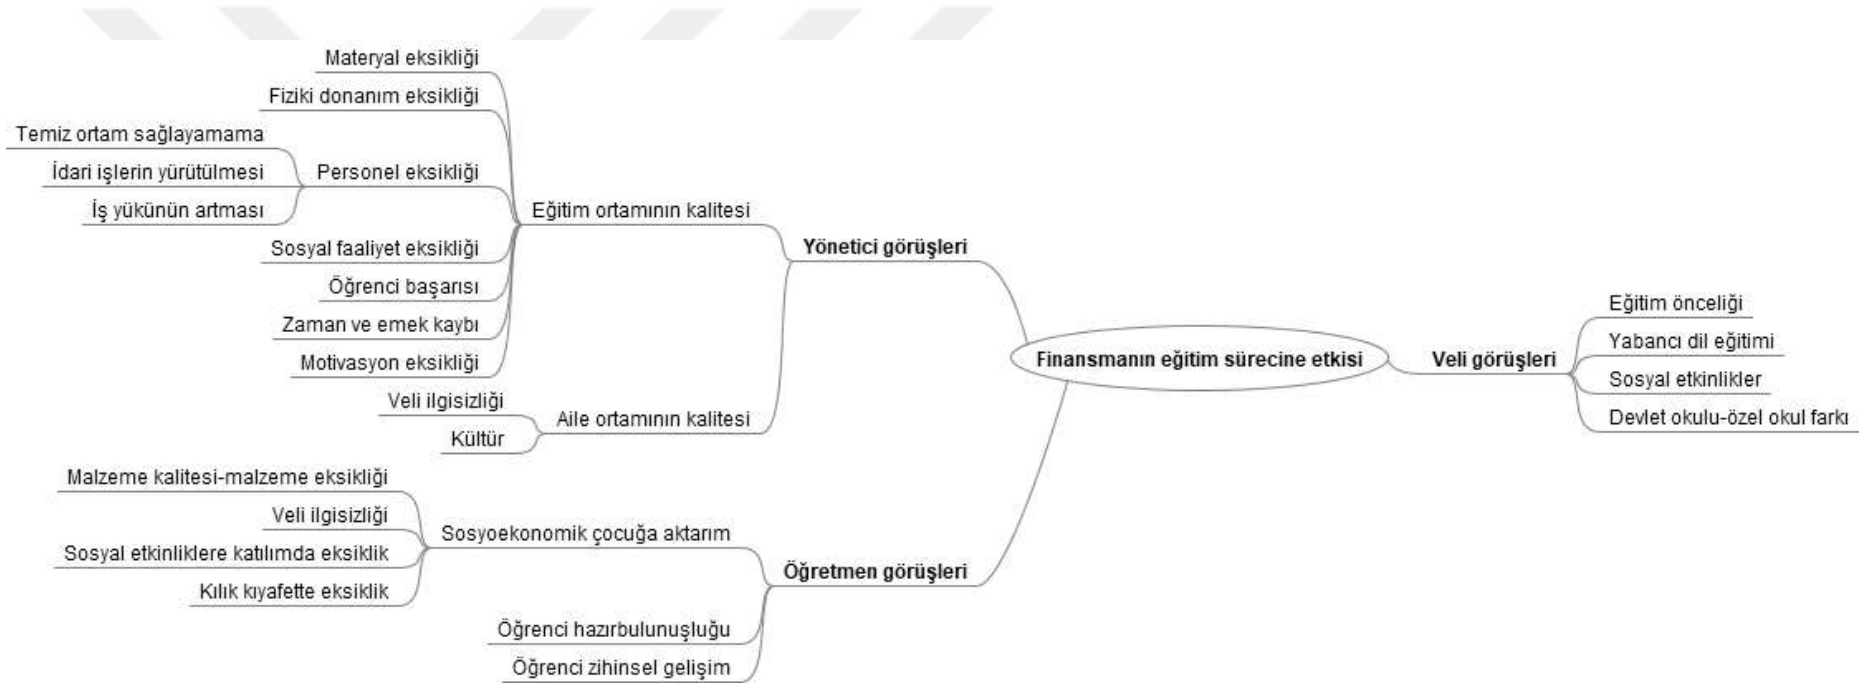 Materyal eksikliği
Fiziki donanım eksikliği
Temiz ortam sağlayamama
İdari işlerin yürütülmesi
İş yükünün artması
Personel eksikliği
Sosyal faaliyet eksikliği
Öğrenci başarısı
Zaman ve emek kaybı
Motivasyon eksikliği
Eğitim ortamının kalitesi
Veli ilgisizliği
Kültür
Aile ortamının kalitesi
Yönetici görüşleri
Malzeme kalitesi-malzeme eksikliği
Veli ilgisizliği
Sosyal etkinliklere katılımda eksiklik
Kılık kıyafette eksiklik
Sosyoekonomik çocuğa aktarım
Öğrenci hazırbulunuşluğu
Öğrenci zihinsel gelişim
Öğretmen görüşleri
Finansmanın eğitim sürecine etkisi
Veli görüşleri
Eğitim önceliği
Yabancı dil eğitimi
Sosyal etkinlikler
Devlet okulu-özel okul farkı